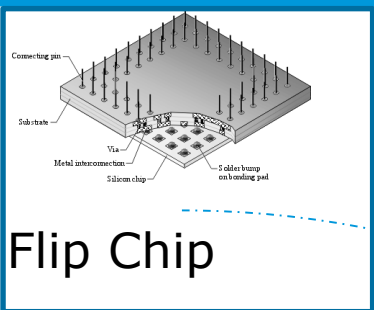 Connecting pin
Substrate
Via
Metal interconnection
Silicon chip
Solder bump
on bonding pad
Flip Chip